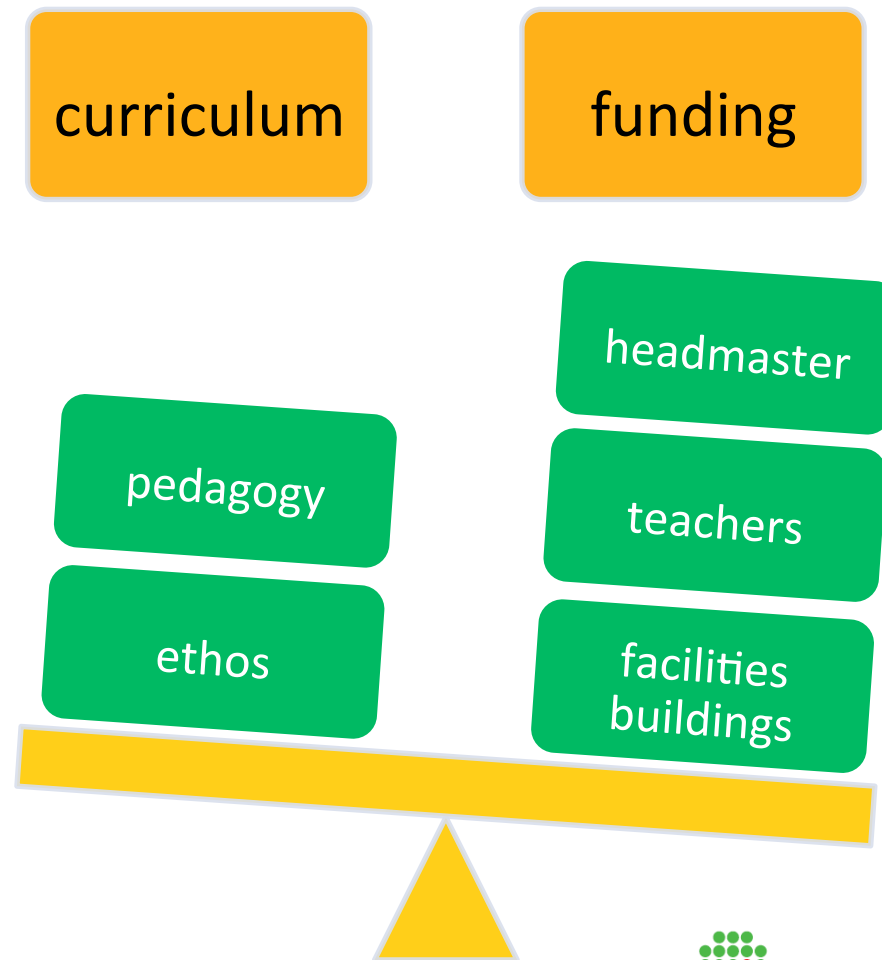 curriculum
funding
headmaster
pedagogy
teachers
ethos
facilities
buildings